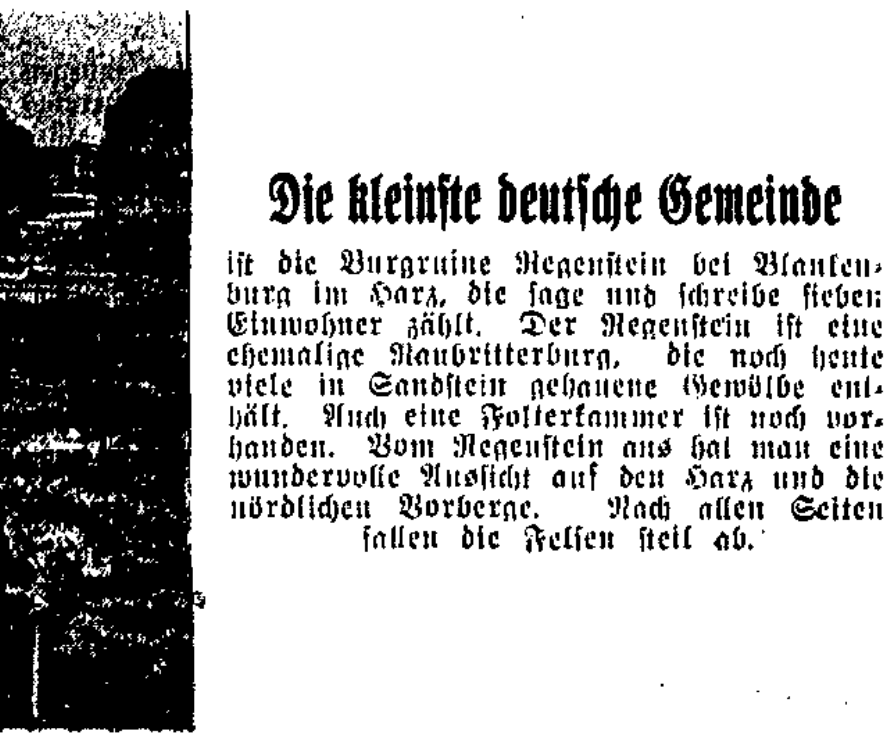 Die kleinste deutsche Gemeinde
ist die Burgruine Regenstein bei Blanken-
burg im Harz, die sage und schreibe sieben
Einwohner zählt. Der Regenstein ist eine
ehemalige Raubritterburg, die noch heute
viele in Sandstein gehauene Gewölbe ent-
hält. Auch eine Folterkammer ist noch vor-
handen. Vom Regenstein aus hat man eine
wundervolle Aussicht auf den Harz und die
nördlichen Vorberge. Nach allen Seiten
fallen die Felsen steil ab.